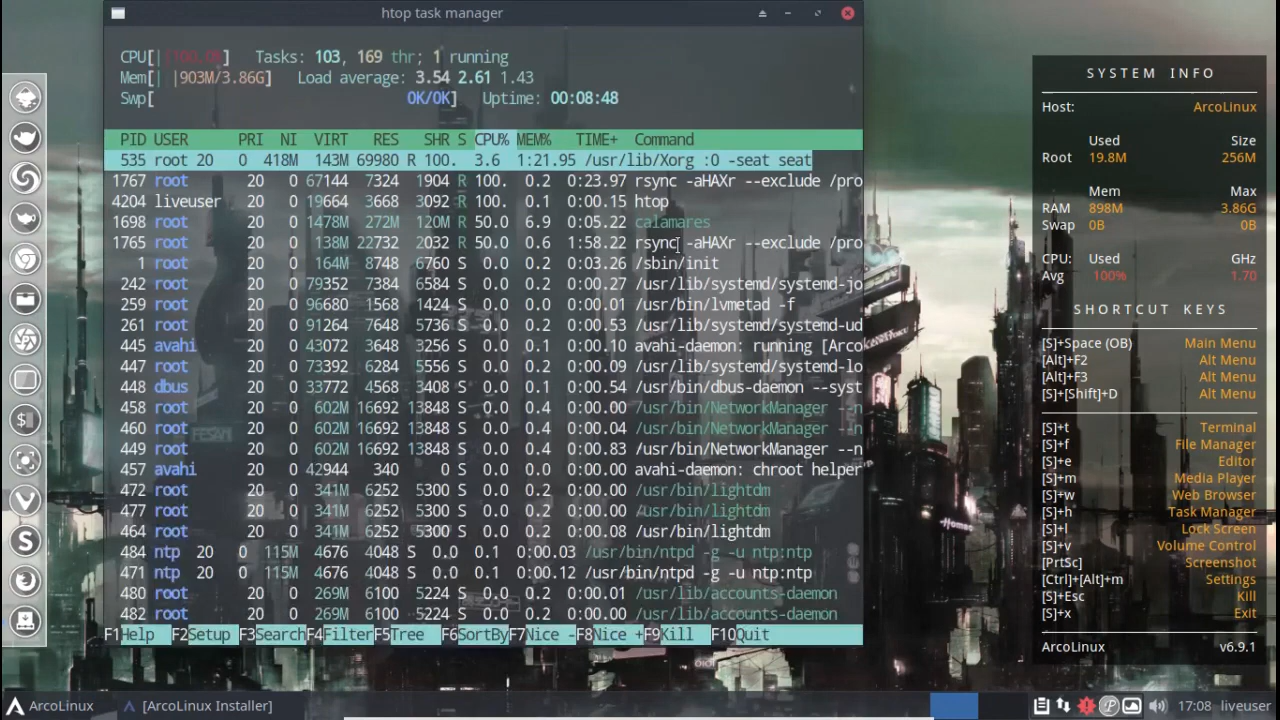 htop task manager
CPU[||100.0%] Tasks: 103, 169 thr; 1 running
Mem[|||903M/3.86G] Load average: 3.54 2.61 1.43
Swp[ 0K/0K] Uptime: 00:08:48
PID USER PRI NI VIRT RES SHR S CPU% MEM% TIME+ Command
535 root 20 0 418M 143M 69980 R 100. 3.6 1:21.95 /usr/lib/Xorg :0 -seat seat
1767 root 20 0 67144 7324 1904 R 100. 0.2 0:23.97 rsync -aHAXr --exclude /pro
4204 liveuser 20 0 19664 3668 3092 R 100. 0.1 0:00.15 htop
1698 root 20 0 1478M 272M 120M R 50.0 6.9 0:05.22 calamares
1765 root 20 0 138M 22732 2032 R 50.0 0.6 1:58.22 rsync -aHAXr --exclude /pro
1 root 20 0 164M 8748 6760 S 0.0 0.2 0:03.26 /sbin/init
242 root 20 0 79352 7384 6584 S 0.0 0.2 0:00.27 /usr/lib/systemd/systemd-jo
259 root 20 0 96680 1568 1424 S 0.0 0.0 0:00.01 /usr/bin/lvmetad -f
261 root 20 0 91264 7648 5736 S 0.0 0.2 0:00.53 /usr/lib/systemd/systemd-ud
445 avahi 20 0 43072 3648 3256 S 0.0 0.1 0:00.10 avahi-daemon: running [Arco
447 root 20 0 73392 6284 5556 S 0.0 0.2 0:00.09 /usr/lib/systemd/systemd-lo
448 dbus 20 0 33772 4568 3408 S 0.0 0.1 0:00.54 /usr/bin/dbus-daemon --syst
458 root 20 0 602M 16692 13848 S 0.0 0.4 0:00.00 /usr/bin/NetworkManager --n
460 root 20 0 602M 16692 13848 S 0.0 0.4 0:00.04 /usr/bin/NetworkManager --n
449 root 20 0 602M 16692 13848 S 0.0 0.4 0:00.83 /usr/bin/NetworkManager --n
457 avahi 20 0 42944 340 0 S 0.0 0.0 0:00.00 avahi-daemon: chroot helper
472 root 20 0 341M 6252 5300 S 0.0 0.2 0:00.00 /usr/bin/lightdm
477 root 20 0 341M 6252 5300 S 0.0 0.2 0:00.00 /usr/bin/lightdm
464 root 20 0 341M 6252 5300 S 0.0 0.2 0:00.08 /usr/bin/lightdm
484 ntp 20 0 115M 4676 4048 S 0.0 0.1 0:00.03 /usr/bin/ntpd -g -u ntp:ntp
471 ntp 20 0 115M 4676 4048 S 0.0 0.1 0:00.12 /usr/bin/ntpd -g -u ntp:ntp
480 root 20 0 269M 6100 5224 S 0.0 0.2 0:00.01 /usr/lib/accounts-daemon
482 root 20 0 269M 6100 5224 S 0.0 0.2 0:00.00 /usr/lib/accounts-daemon
F1Help F2Setup F3SearchF4FilterF5Tree F6SortByF7Nice -F8Nice +F9Kill F10Quit
SYSTEM INFO
Host: ArcoLinux
Used Size
Root 19.8M 256M
Mem Max
RAM 898M 3.86G
Swap 0B 0B
CPU: Used GHz
Avg 100% 1.70
SHORTCUT KEYS
[S]+Space (OB) Main Menu
[Alt]+F2 Alt Menu
[Alt]+F3 Alt Menu
[S]+[Shift]+D Alt Menu
[S]+t Terminal
[S]+f File Manager
[S]+e Editor
[S]+m Media Player
[S]+w Web Browser
[S]+h Task Manager
[S]+l Lock Screen
[S]+v Volume Control
[PrtSc] Screenshot
[Ctrl]+[Alt]+m Settings
[S]+Esc Kill
[S]+x Exit
ArcoLinux v6.9.1
ArcoLinux
[ArcoLinux Installer]
17:08 liveuser